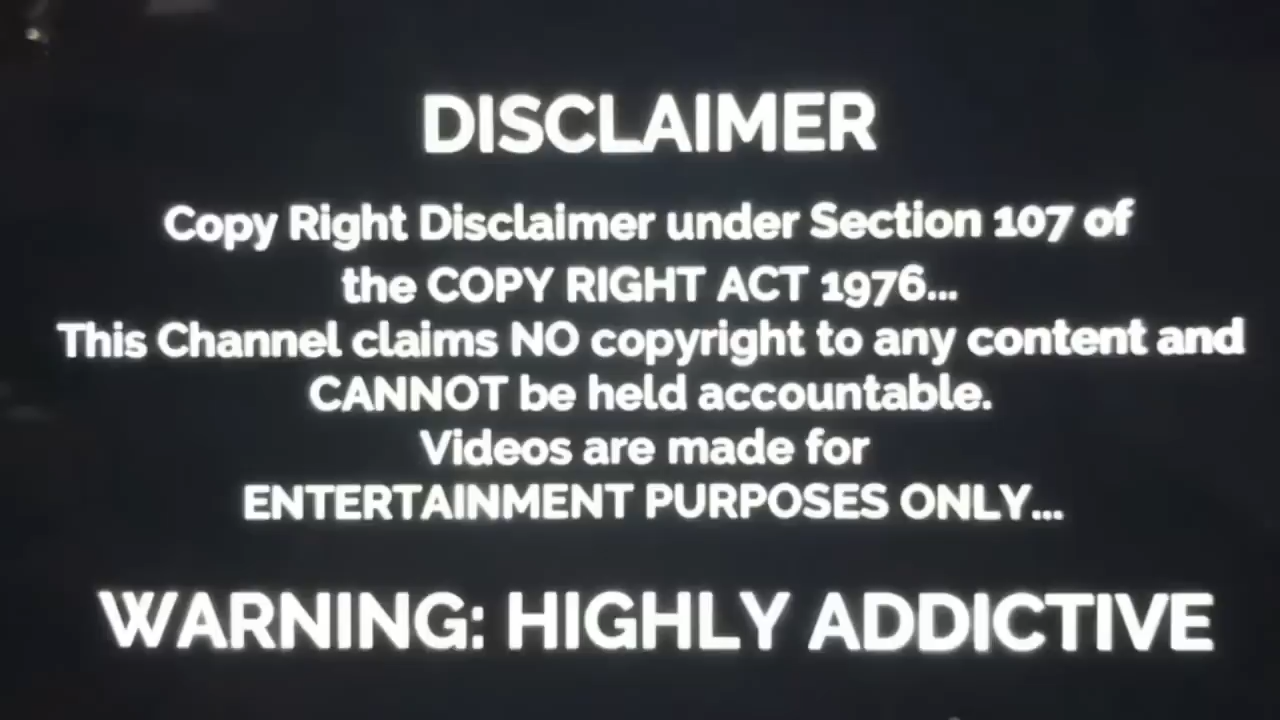 DISCLAIMER
Copy Right Disclaimer under Section 107 of
the COPY RIGHT ACT 1976...
This Channel claims NO copyright to any content and
CANNOT be held accountable.
Videos are made for
ENTERTAINMENT PURPOSES ONLY...
WARNING: HIGHLY ADDICTIVE